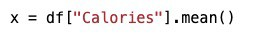 x = df["Calories"].mean()